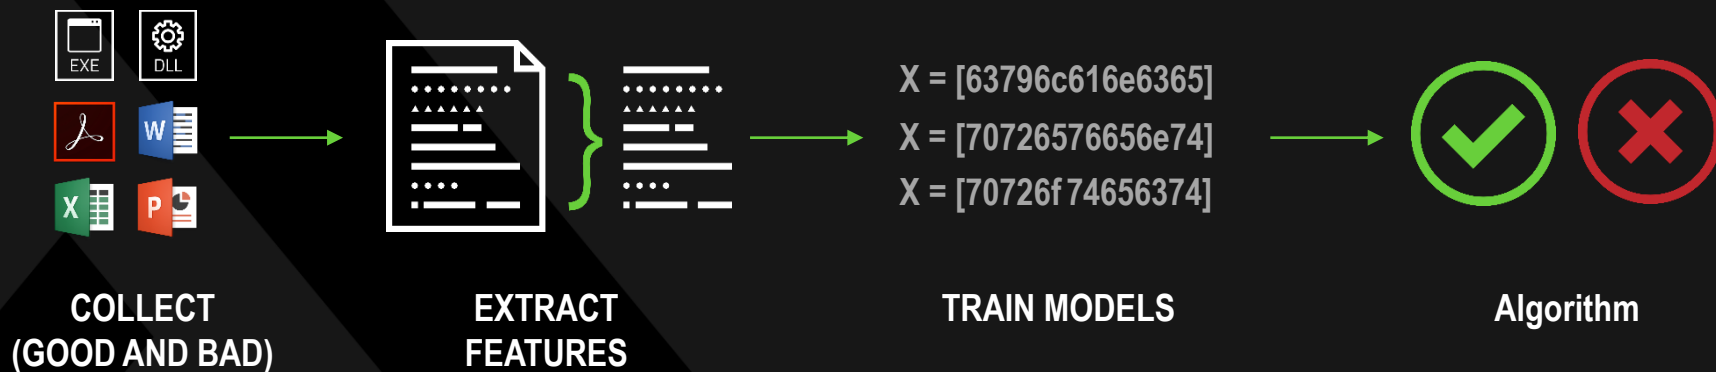 EXE
DLL
W
X
P
X = [63796c616e6365]
X = [70726576656e74]
X = [70726f74656374]
COLLECT
(GOOD AND BAD)
EXTRACT
FEATURES
TRAIN MODELS
Algorithm